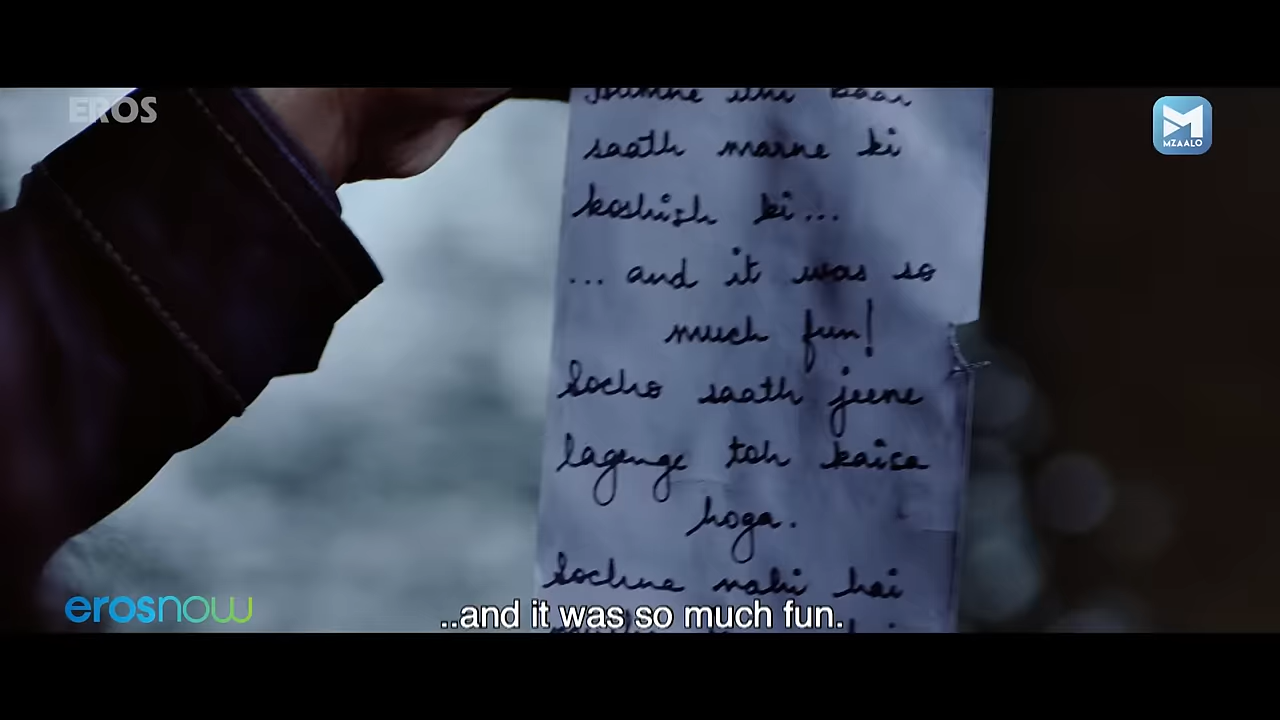 EROS
MZAALO
saath marne ki
koshish ki...
... and it was so
much fun!
Socho saath jeene
lagenge toh kaisa
hoga.
Sochna nahi hai
..and it was so much fun.
erosnow